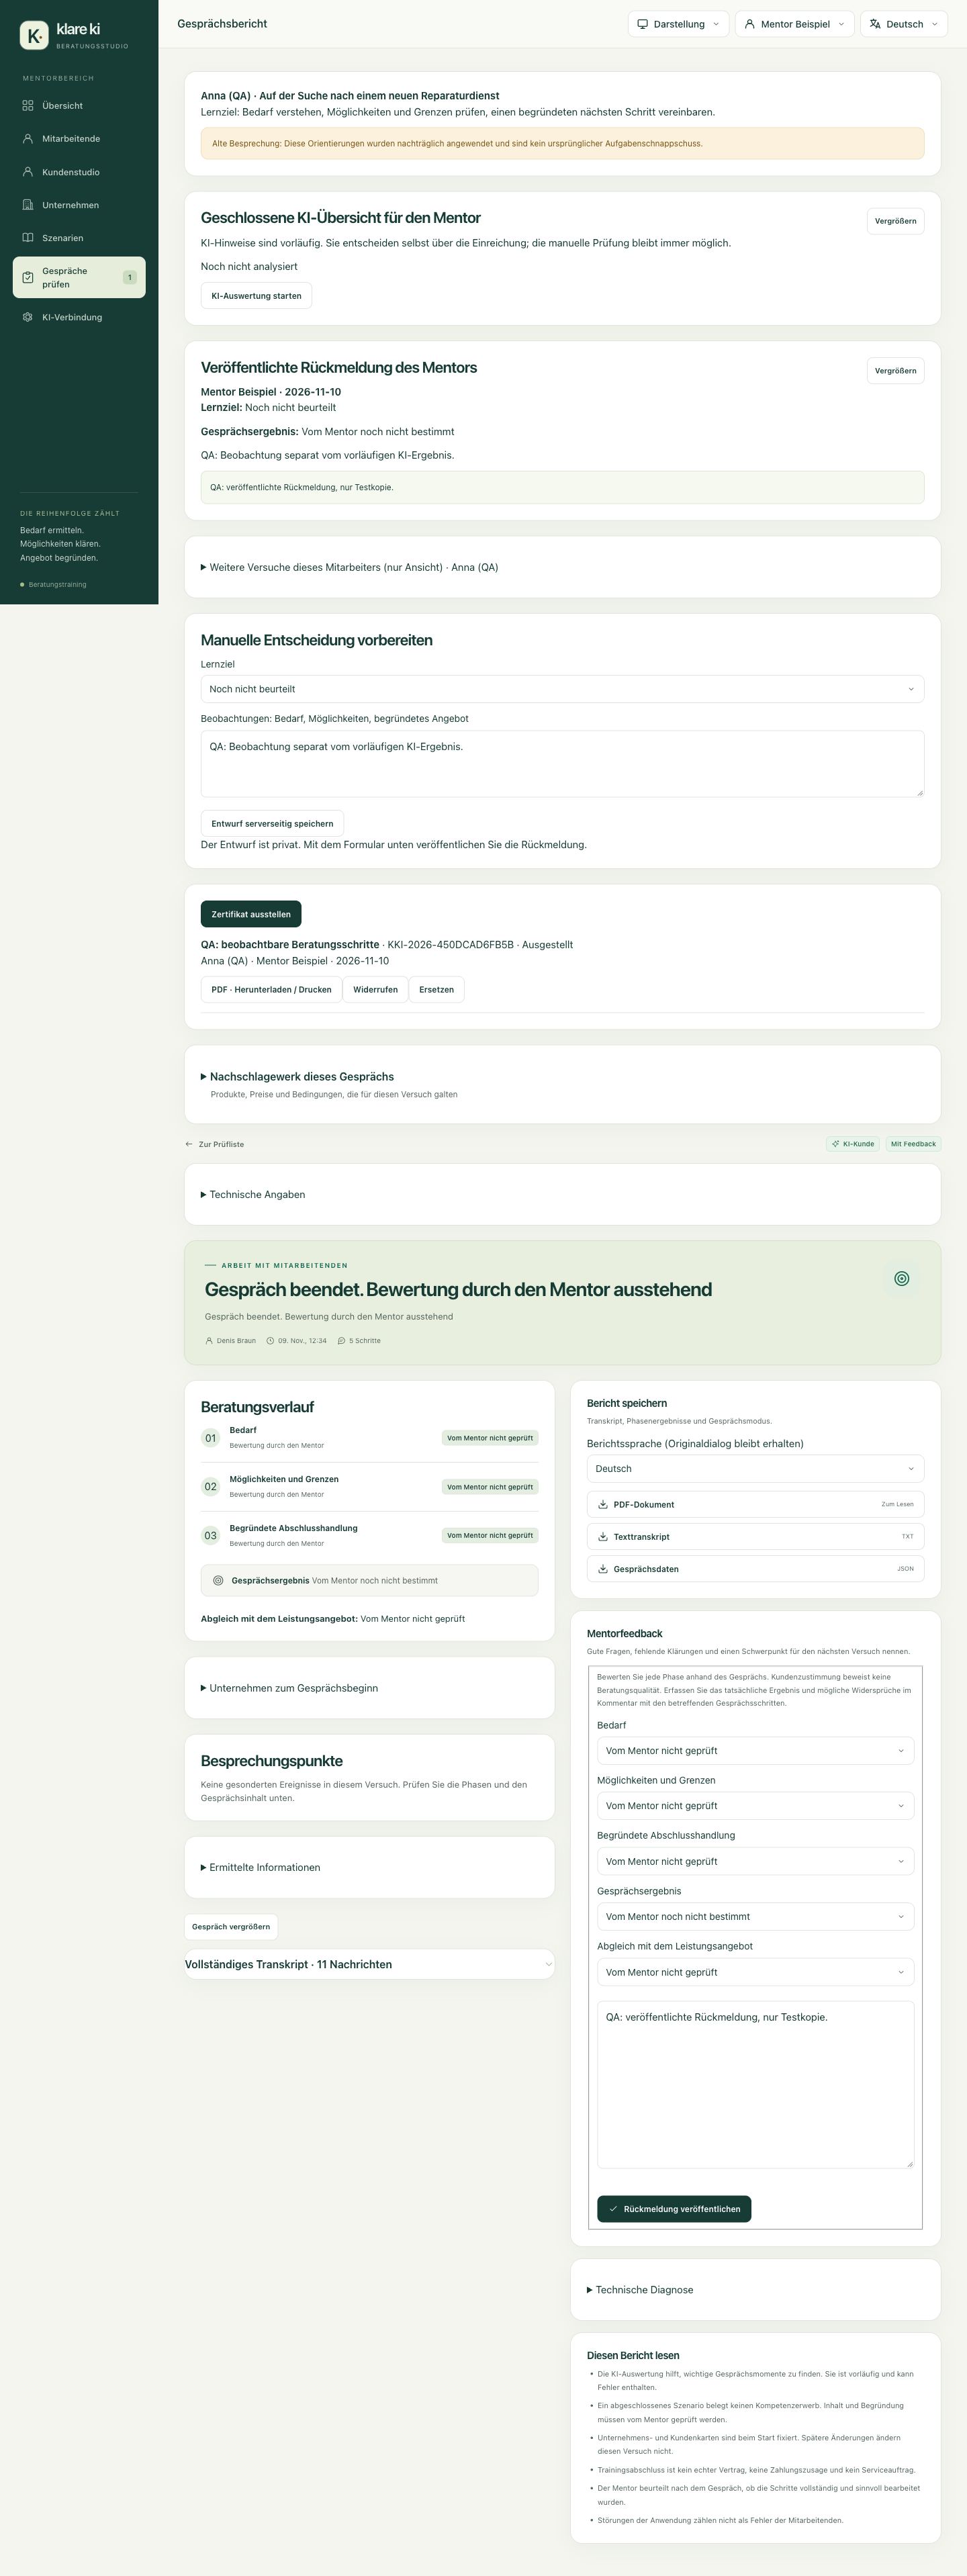 klare ki
BERATUNGSSTUDIO
MENTORBEREICH
Übersicht
Mitarbeitende
Kundenstudio
Unternehmen
Szenarien
Gespräche
prüfen
1
KI-Verbindung
DIE REIHENFOLGE ZÄHLT
Bedarf ermitteln.
Möglichkeiten klären.
Angebot begründen.
Beratungstraining
Gesprächsbericht
Darstellung
Mentor Beispiel
Deutsch
Anna (QA) · Auf der Suche nach einem neuen Reparaturdienst
Lernziel: Bedarf verstehen, Möglichkeiten und Grenzen prüfen, einen begründeten nächsten Schritt vereinbaren.
Alte Besprechung: Diese Orientierungen wurden nachträglich angewendet und sind kein ursprünglicher Aufgabenschnappschuss.
Geschlossene KI-Übersicht für den Mentor
Vergrößern
KI-Hinweise sind vorläufig. Sie entscheiden selbst über die Einreichung; die manuelle Prüfung bleibt immer möglich.
Noch nicht analysiert
KI-Auswertung starten
Veröffentlichte Rückmeldung des Mentors
Vergrößern
Mentor Beispiel · 2026-11-10
Lernziel: Noch nicht beurteilt
Gesprächsergebnis: Vom Mentor noch nicht bestimmt
QA: Beobachtung separat vom vorläufigen KI-Ergebnis.
QA: veröffentlichte Rückmeldung, nur Testkopie.
Weitere Versuche dieses Mitarbeiters (nur Ansicht) · Anna (QA)
Manuelle Entscheidung vorbereiten
Lernziel
Noch nicht beurteilt
Beobachtungen: Bedarf, Möglichkeiten, begründetes Angebot
QA: Beobachtung separat vom vorläufigen KI-Ergebnis.
Entwurf serverseitig speichern
Der Entwurf ist privat. Mit dem Formular unten veröffentlichen Sie die Rückmeldung.
Zertifikat ausstellen
QA: beobachtbare Beratungsschritte · KKI-2026-450DCAD6FB5B · Ausgestellt
Anna (QA) · Mentor Beispiel · 2026-11-10
PDF · Herunterladen / Drucken
Widerrufen
Ersetzen
Nachschlagewerk dieses Gesprächs
Produkte, Preise und Bedingungen, die für diesen Versuch galten
Zur Prüfliste
KI-Kunde
Mit Feedback
Technische Angaben
ARBEIT MIT MITARBEITENDEN
Gespräch beendet. Bewertung durch den Mentor ausstehend
Gespräch beendet. Bewertung durch den Mentor ausstehend
Denis Braun
09. Nov., 12:34
5 Schritte
Beratungsverlauf
01
Bedarf
Bewertung durch den Mentor
Vom Mentor nicht geprüft
02
Möglichkeiten und Grenzen
Bewertung durch den Mentor
Vom Mentor nicht geprüft
03
Begründete Abschlusshandlung
Bewertung durch den Mentor
Vom Mentor nicht geprüft
Gesprächsergebnis Vom Mentor noch nicht bestimmt
Abgleich mit dem Leistungsangebot: Vom Mentor nicht geprüft
Unternehmen zum Gesprächsbeginn
Besprechungspunkte
Keine gesonderten Ereignisse in diesem Versuch. Prüfen Sie die Phasen und den
Gesprächsinhalt unten.
Ermittelte Informationen
Gespräch vergrößern
Vollständiges Transkript · 11 Nachrichten
Bericht speichern
Transkript, Phasenergebnisse und Gesprächsmodus.
Berichtssprache (Originaldialog bleibt erhalten)
Deutsch
PDF-Dokument
Zum Lesen
Texttranskript
TXT
Gesprächsdaten
JSON
Mentorfeedback
Gute Fragen, fehlende Klärungen und einen Schwerpunkt für den nächsten Versuch nennen.
Bewerten Sie jede Phase anhand des Gesprächs. Kundenzustimmung beweist keine
Beratungsqualität. Erfassen Sie das tatsächliche Ergebnis und mögliche Widersprüche im
Kommentar mit den betreffenden Gesprächsschritten.
Bedarf
Vom Mentor nicht geprüft
Möglichkeiten und Grenzen
Vom Mentor nicht geprüft
Begründete Abschlusshandlung
Vom Mentor nicht geprüft
Gesprächsergebnis
Vom Mentor noch nicht bestimmt
Abgleich mit dem Leistungsangebot
Vom Mentor nicht geprüft
QA: veröffentlichte Rückmeldung, nur Testkopie.
Rückmeldung veröffentlichen
Technische Diagnose
Diesen Bericht lesen
• Die KI-Auswertung hilft, wichtige Gesprächsmomente zu finden. Sie ist vorläufig und kann
Fehler enthalten.
• Ein abgeschlossenes Szenario belegt keinen Kompetenzerwerb. Inhalt und Begründung
müssen vom Mentor geprüft werden.
• Unternehmens- und Kundenkarten sind beim Start fixiert. Spätere Änderungen ändern
diesen Versuch nicht.
• Trainingsabschluss ist kein echter Vertrag, keine Zahlungszusage und kein Serviceauftrag.
• Der Mentor beurteilt nach dem Gespräch, ob die Schritte vollständig und sinnvoll bearbeitet
wurden.
• Störungen der Anwendung zählen nicht als Fehler der Mitarbeitenden.